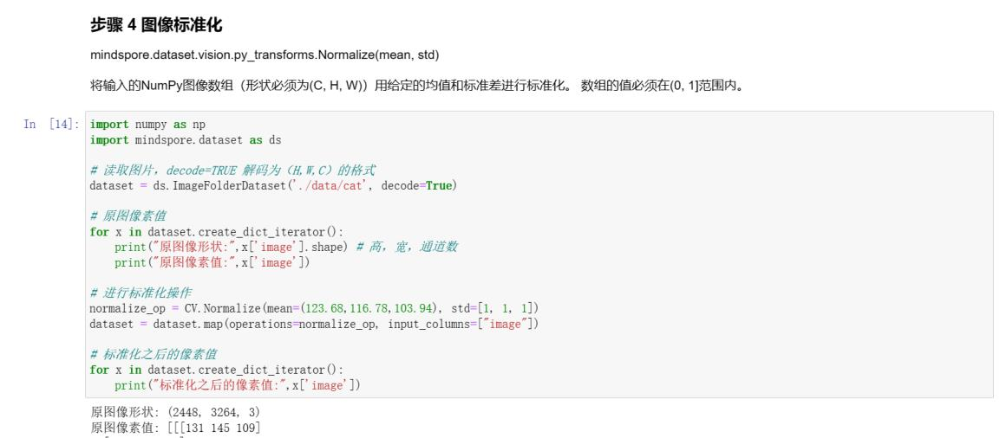 步骤 4 图像标准化
mindspore.dataset.vision.py_transforms.Normalize(mean, std)
将输入的NumPy图像数组（形状必须为(C, H, W)）用给定的均值和标准差进行标准化。 数组的值必须在(0, 1]范围内。
In [14]: import numpy as np
import mindspore.dataset as ds
# 读取图片，decode=TRUE 解码为（H,W,C）的格式
dataset = ds.ImageFolderDataset('./data/cat', decode=True)
# 原图像素值
for x in dataset.create_dict_iterator():
    print("原图像形状:",x['image'].shape) # 高，宽，通道数
    print("原图像素值:",x['image'])
# 进行标准化操作
normalize_op = CV.Normalize(mean=(123.68,116.78,103.94), std=[1, 1, 1])
dataset = dataset.map(operations=normalize_op, input_columns=["image"])
# 标准化之后的像素值
for x in dataset.create_dict_iterator():
    print("标准化之后的像素值:",x['image'])
原图像形状: (2448, 3264, 3)
原图像素值: [[[131 145 109]